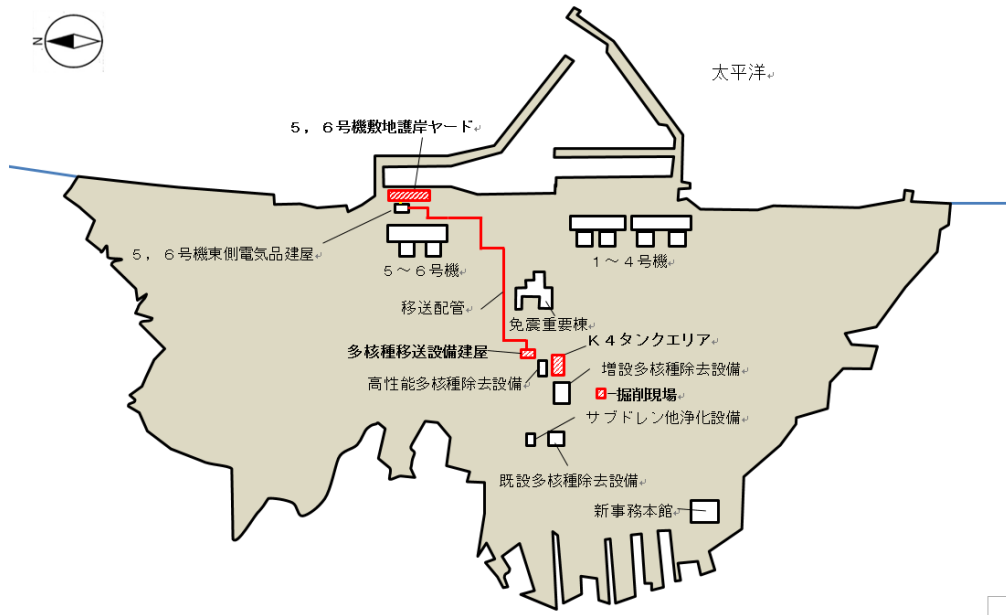 N
太平洋
5，6号機敷地護岸ヤード
5，6号機東側電気品建屋
5～6号機
1～4号機
移送配管
免震重要棟
K4タンクエリア
多核種移送設備建屋
増設多核種除去設備
高性能多核種除去設備
掘削現場
サブドレン他浄化設備
既設多核種除去設備
新事務本館